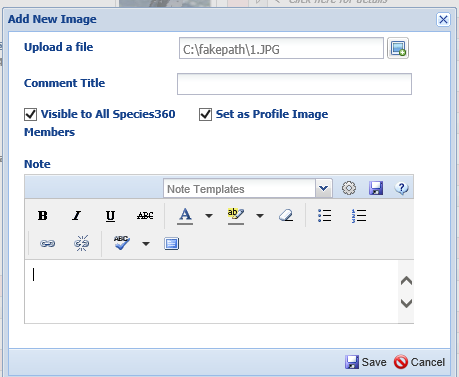 Click here for details
Add New Image
Upload a file
C:\fakepath\1.JPG
Comment Title
Visible to All Species360
Members
Set as Profile Image
Note
Note Templates
B I U ABC A ab
ABC
Save Cancel